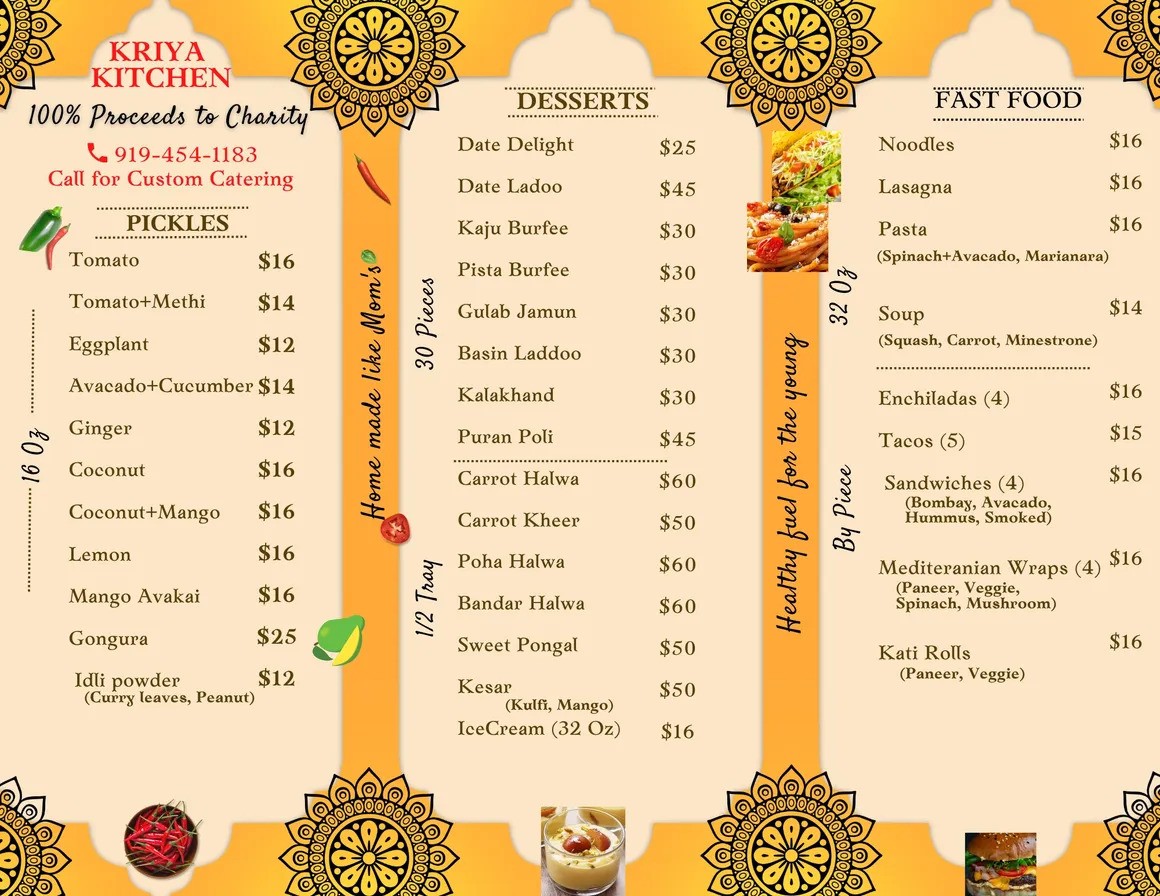 KRIYA
KITCHEN
100% Proceeds to Charity
919-454-1183
Call for Custom Catering
PICKLES
16 Oz
Tomato $16
Tomato+Methi $14
Eggplant $12
Avacado+Cucumber $14
Ginger $12
Coconut $16
Coconut+Mango $16
Lemon $16
Mango Avakai $16
Gongura $25
Idli powder $12
(Curry leaves, Peanut)
Home made like Mom's
DESSERTS
30 Pieces
Date Delight $25
Date Ladoo $45
Kaju Burfee $30
Pista Burfee $30
Gulab Jamun $30
Basin Laddoo $30
Kalakhand $30
Puran Poli $45
1/2 Tray
Carrot Halwa $60
Carrot Kheer $50
Poha Halwa $60
Bandar Halwa $60
Sweet Pongal $50
Kesar $50
(Kulfi, Mango)
IceCream (32 Oz) $16
Healthy fuel for the young
FAST FOOD
32 Oz
Noodles $16
Lasagna $16
Pasta $16
(Spinach+Avacado, Marianara)
Soup $14
(Squash, Carrot, Minestrone)
By Piece
Enchiladas (4) $16
Tacos (5) $15
Sandwiches (4) $16
(Bombay, Avacado,
Hummus, Smoked)
Mediteranian Wraps (4) $16
(Paneer, Veggie,
Spinach, Mushroom)
Kati Rolls $16
(Paneer, Veggie)